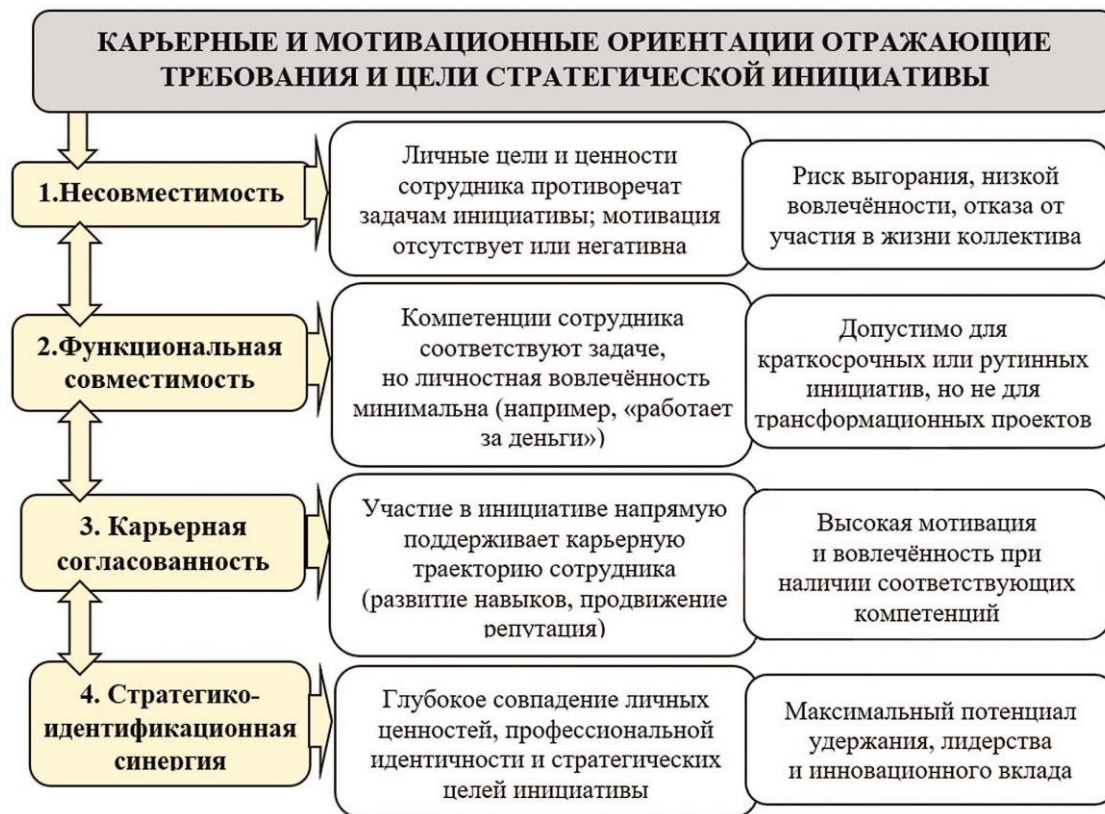 КАРЬЕРНЫЕ И МОТИВАЦИОННЫЕ ОРИЕНТАЦИИ ОТРАЖАЮЩИЕ
ТРЕБОВАНИЯ И ЦЕЛИ СТРАТЕГИЧЕСКОЙ ИНИЦИАТИВЫ
1.Несовместимость
Личные цели и ценности
сотрудника противоречат
задачам инициативы; мотивация
отсутствует или негативна
Риск выгорания, низкой
вовлечённости, отказа от
участия в жизни коллектива
2.Функциональная
совместимость
Компетенции сотрудника
соответствуют задаче,
но личностная вовлечённость
минимальна (например, «работает
за деньги»)
Допустимо для
краткосрочных или рутинных
инициатив, но не для
трансформационных проектов
3. Карьерная
согласованность
Участие в инициативе напрямую
поддерживает карьерную
траекторию сотрудника
(развитие навыков, продвижение
репутация)
Высокая мотивация
и вовлечённость при
наличии соответствующих
компетенций
4. Стратегико-
идентификационная
синергия
Глубокое совпадение личных
ценностей, профессиональной
идентичности и стратегических
целей инициативы
Максимальный потенциал
удержания, лидерства
и инновационного вклада